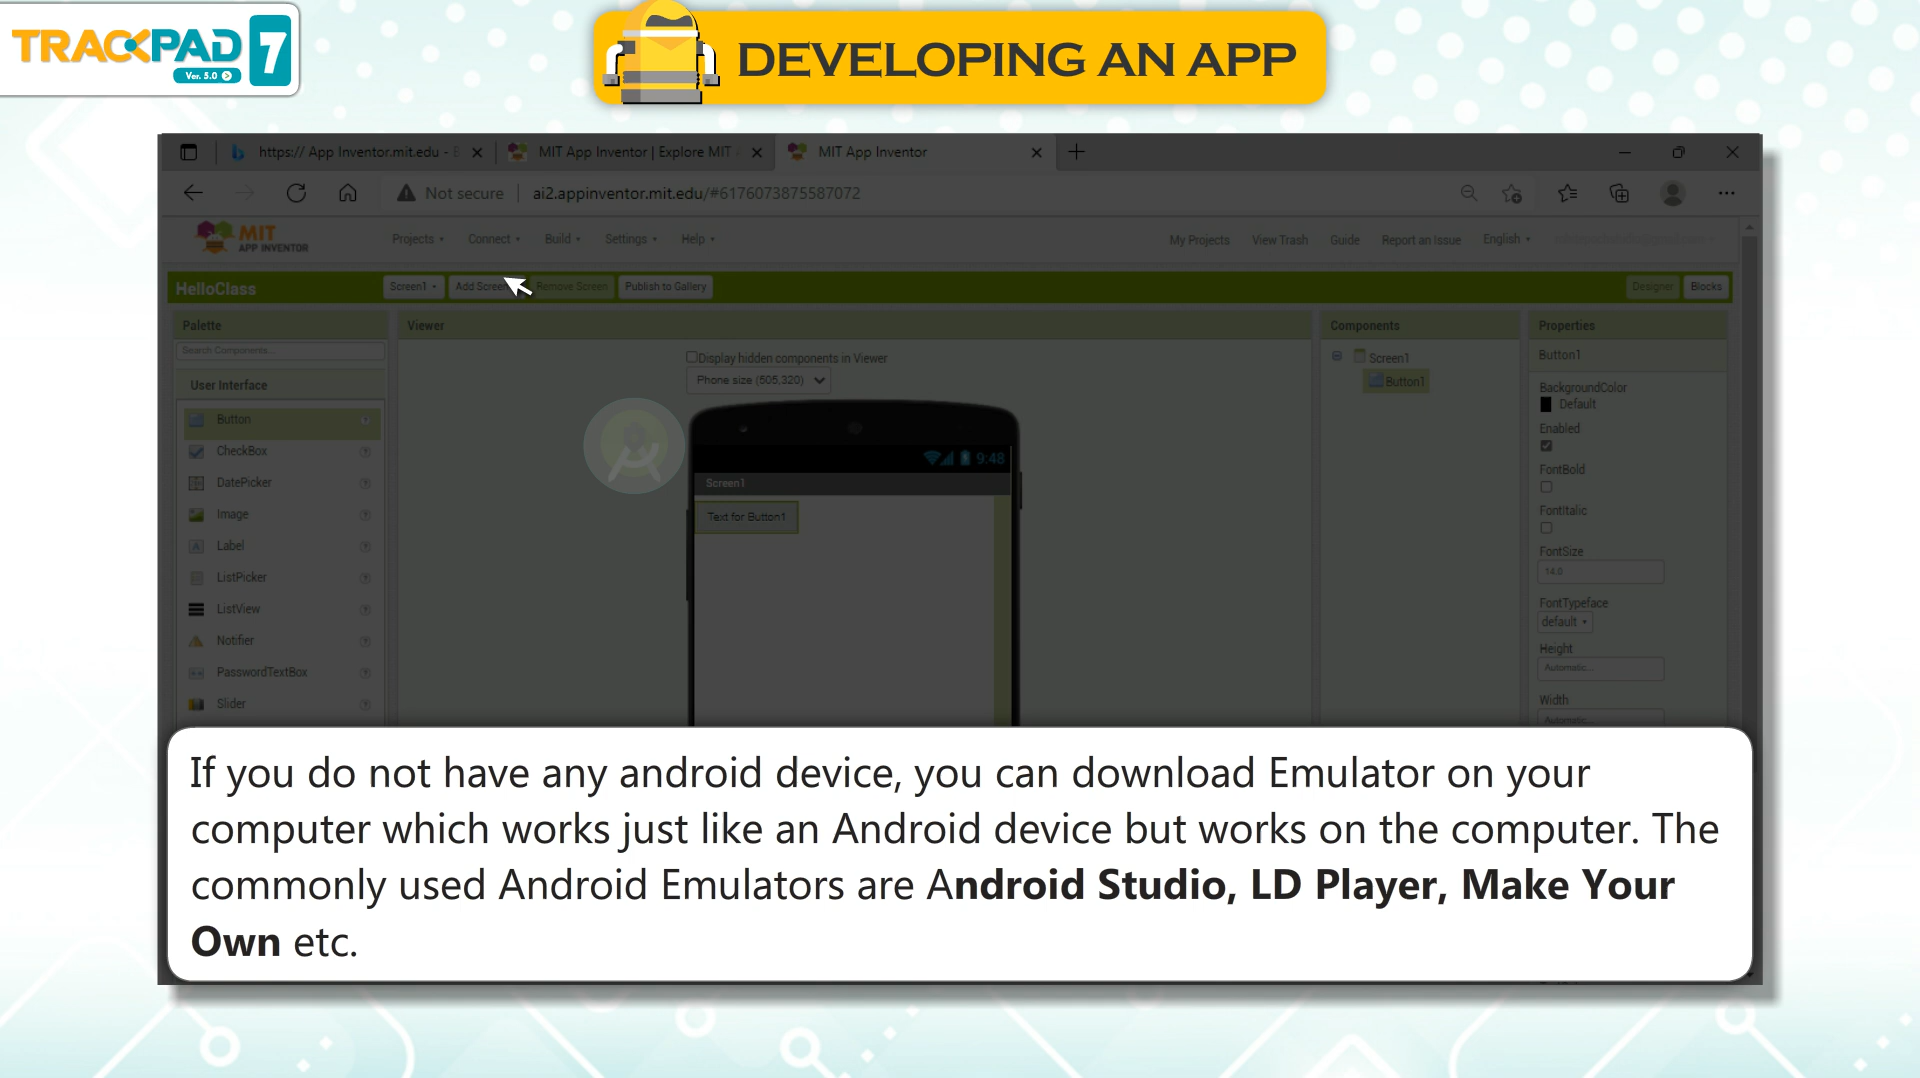 TRACKPAD 7
Ver. 5.0
DEVELOPING AN APP
https:// App Inventor.mit.edu -
MIT App Inventor | Explore MIT
MIT App Inventor
Not secure | ai2.appinventor.mit.edu/#6176073875587072
MIT
APP INVENTOR
Projects Connect Build Settings Help
My Projects View Trash Guide Report an Issue English
HelloClass
Screen1 Add Screen Remove Screen Publish to Gallery
Designer Blocks
Palette
Search Components...
User Interface
Button
CheckBox
DatePicker
Image
Label
ListPicker
ListView
Notifier
PasswordTextBox
Slider
Viewer
Display hidden components in Viewer
Phone size (505,320)
9:48
Screen1
Text for Button1
Components
Screen1
Button1
Properties
Button1
BackgroundColor
Default
Enabled
FontBold
FontItalic
FontSize
14.0
FontTypeface
default
Height
Automatic...
Width
Automatic...
If you do not have any android device, you can download Emulator on your
computer which works just like an Android device but works on the computer. The
commonly used Android Emulators are Android Studio, LD Player, Make Your
Own etc.